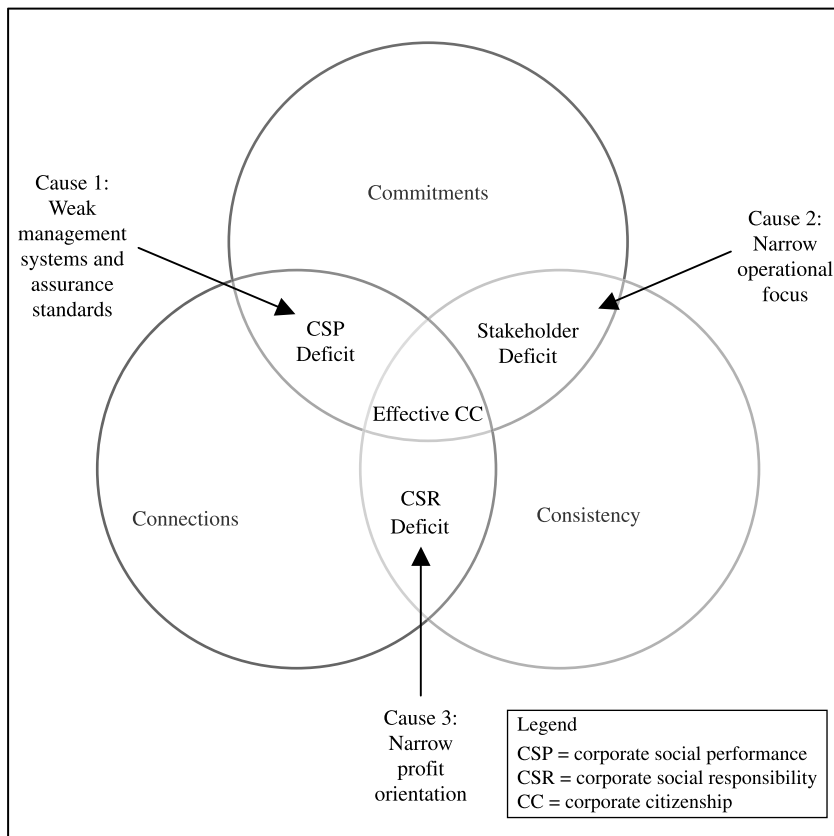 Commitments
Cause 1:
Weak
management
systems and
assurance
standards
Cause 2:
Narrow
operational
focus
CSP
Deficit
Stakeholder
Deficit
Effective CC
Connections
CSR
Deficit
Consistency
Cause 3:
Narrow
profit
orientation
Legend
CSP = corporate social performance
CSR = corporate social responsibility
CC = corporate citizenship